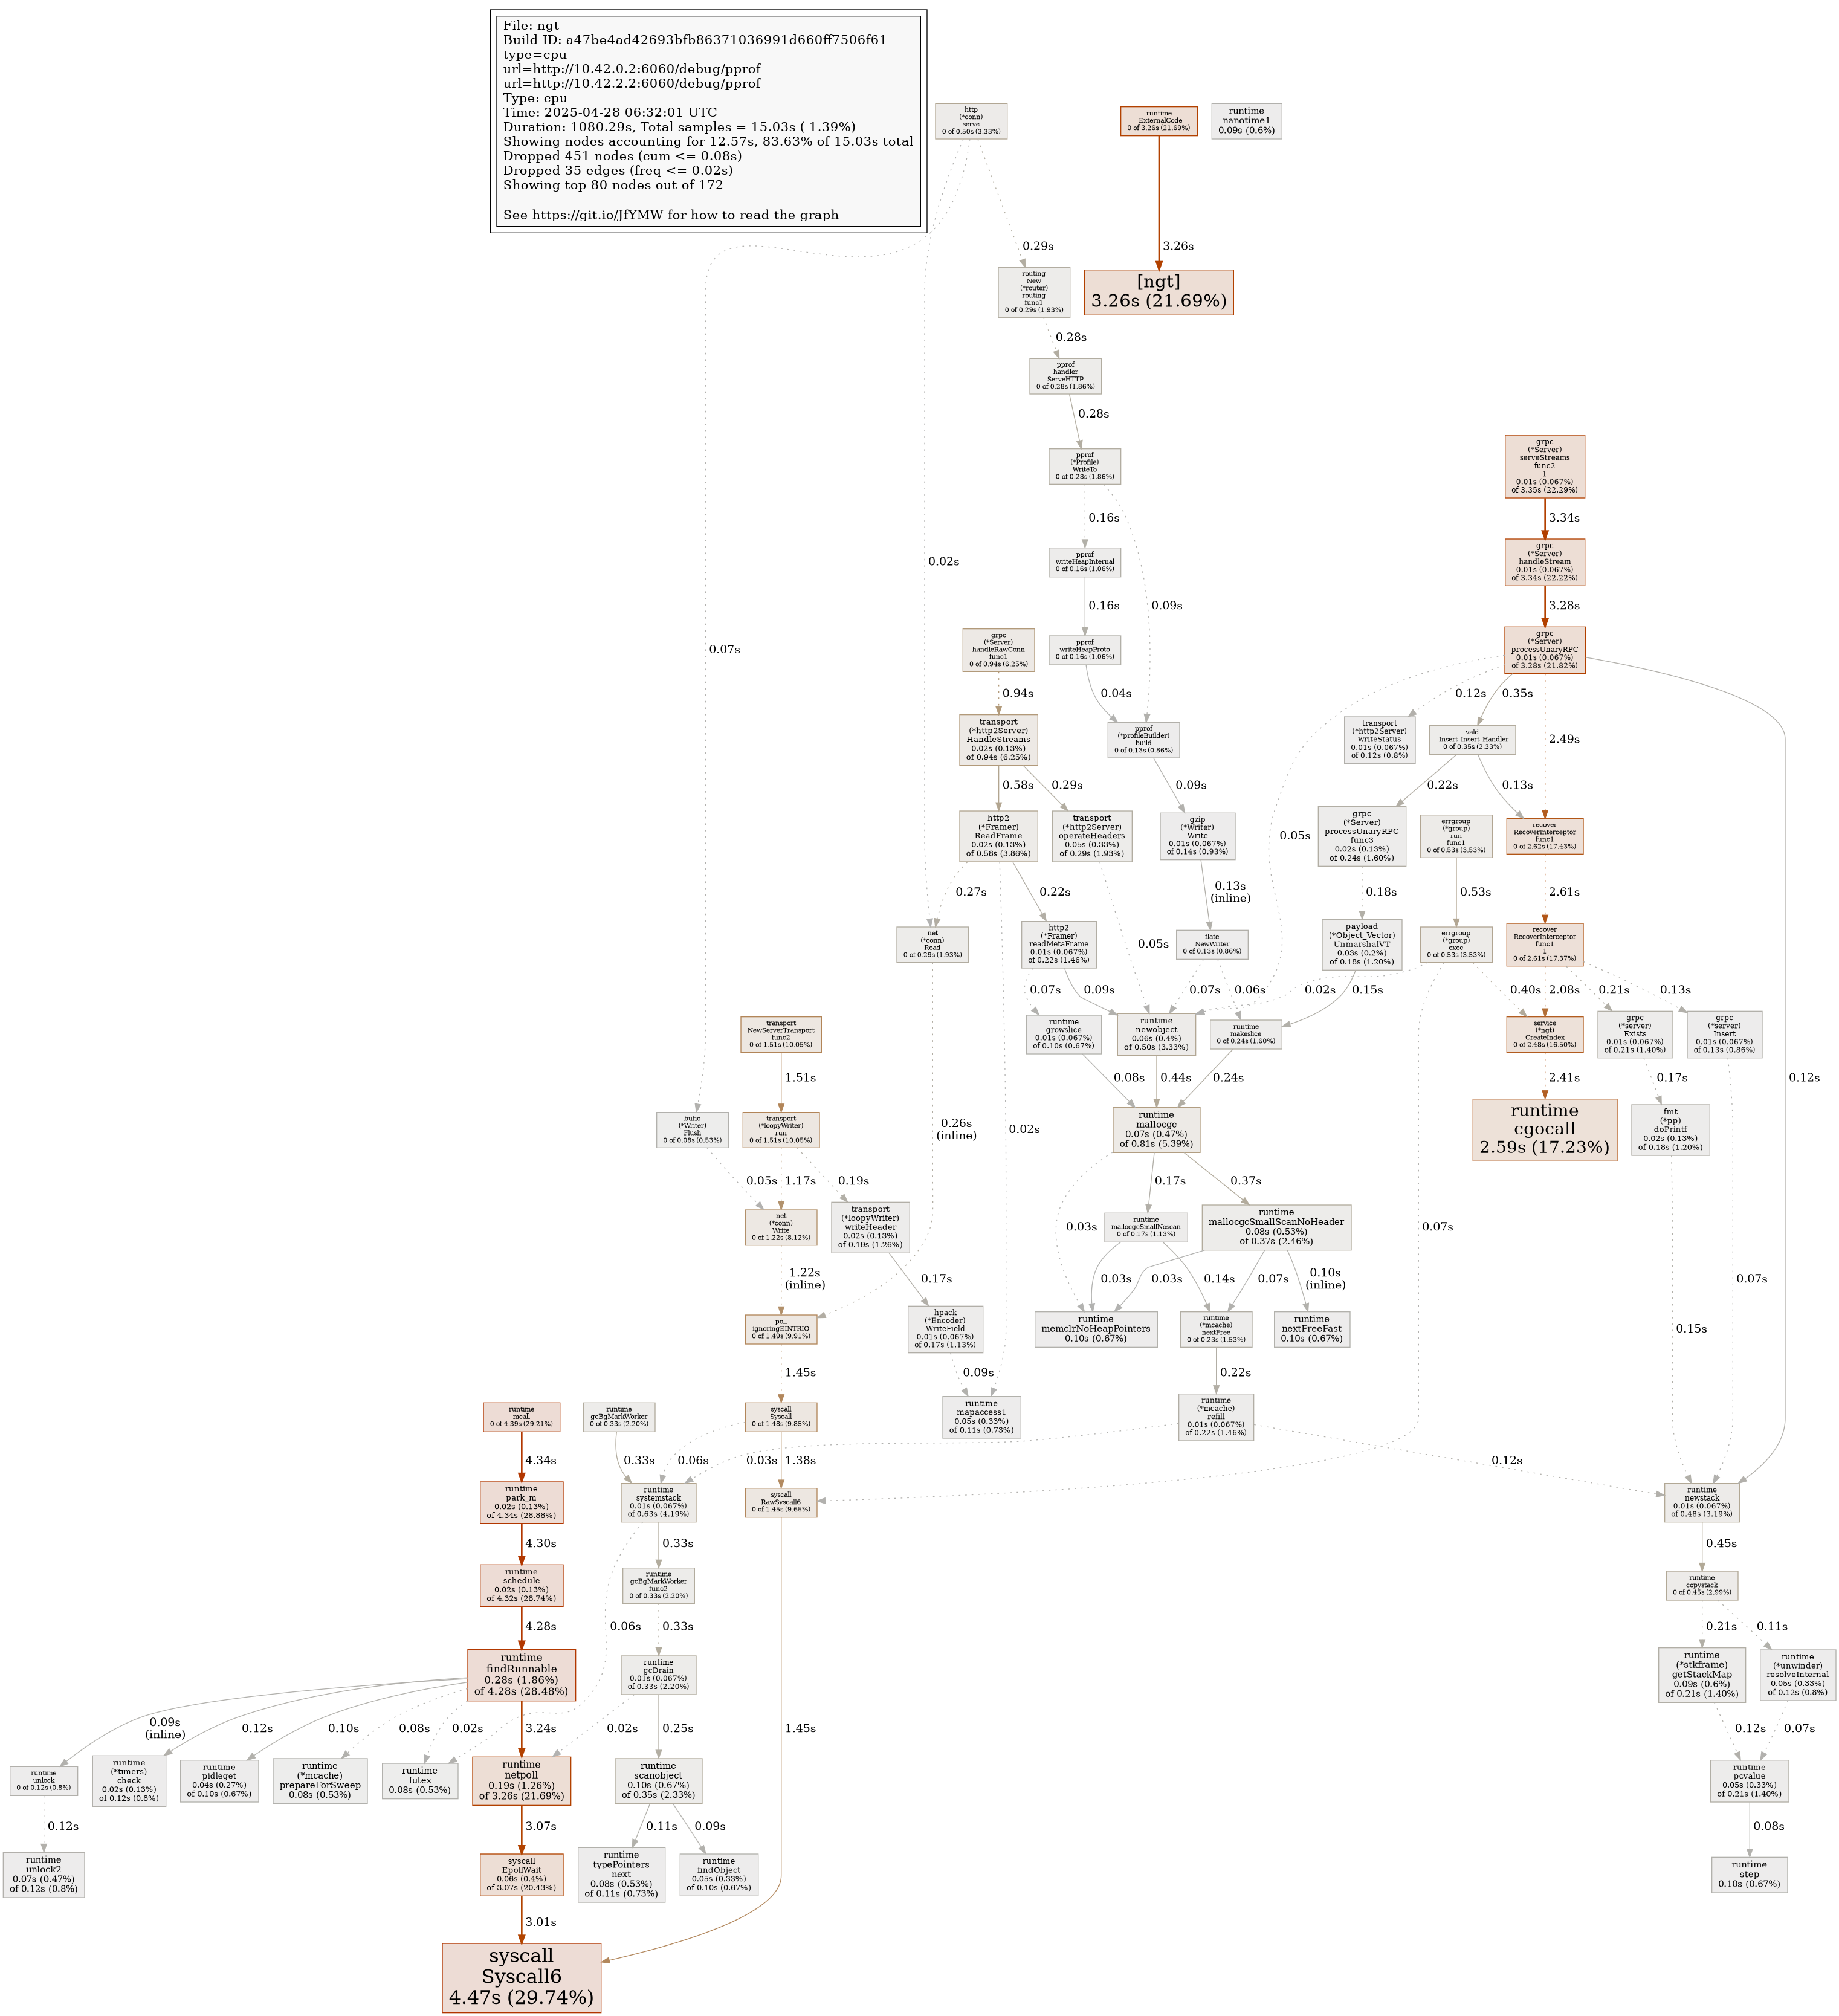 File: ngt
Build ID: a47be4ad42693bfb86371036991d660ff7506f61
type=cpu
url=http://10.42.0.2:6060/debug/pprof
url=http://10.42.2.2:6060/debug/pprof
Type: cpu
Time: 2025-04-28 06:32:01 UTC
Duration: 1080.29s, Total samples = 15.03s ( 1.39%)
Showing nodes accounting for 12.57s, 83.63% of 15.03s total
Dropped 451 nodes (cum <= 0.08s)
Dropped 35 edges (freq <= 0.02s)
Showing top 80 nodes out of 172
See https://git.io/JfYMW for how to read the graph
http
(*conn)
serve
0 of 0.50s (3.33%)
runtime
_ExternalCode
0 of 3.26s (21.69%)
runtime
nanotime1
0.09s (0.6%)
0.29s
3.26s
routing
New
(*router)
routing
func1
0 of 0.29s (1.93%)
[ngt]
3.26s (21.69%)
0.28s
pprof
handler
ServeHTTP
0 of 0.28s (1.86%)
0.28s
pprof
(*Profile)
WriteTo
0 of 0.28s (1.86%)
grpc
(*Server)
serveStreams
func2
1
0.01s (0.067%)
of 3.35s (22.29%)
0.16s
3.34s
0.02s
pprof
writeHeapInternal
0 of 0.16s (1.06%)
grpc
(*Server)
handleStream
0.01s (0.067%)
of 3.34s (22.22%)
0.16s
0.09s
3.28s
0.07s
grpc
(*Server)
handleRawConn
func1
0 of 0.94s (6.25%)
pprof
writeHeapProto
0 of 0.16s (1.06%)
grpc
(*Server)
processUnaryRPC
0.01s (0.067%)
of 3.28s (21.82%)
0.94s
0.04s
0.12s
0.35s
transport
(*http2Server)
HandleStreams
0.02s (0.13%)
of 0.94s (6.25%)
pprof
(*profileBuilder)
build
0 of 0.13s (0.86%)
transport
(*http2Server)
writeStatus
0.01s (0.067%)
of 0.12s (0.8%)
vald
_Insert_Insert_Handler
0 of 0.35s (2.33%)
2.49s
0.58s
0.29s
0.09s
0.22s
0.13s
http2
(*Framer)
ReadFrame
0.02s (0.13%)
of 0.58s (3.86%)
transport
(*http2Server)
operateHeaders
0.05s (0.33%)
of 0.29s (1.93%)
gzip
(*Writer)
Write
0.01s (0.067%)
of 0.14s (0.93%)
0.05s
grpc
(*Server)
processUnaryRPC
func3
0.02s (0.13%)
of 0.24s (1.60%)
errgroup
(*group)
run
func1
0 of 0.53s (3.53%)
recover
RecoverInterceptor
func1
0 of 2.62s (17.43%)
0.27s
0.22s
0.13s
(inline)
0.18s
0.53s
2.61s
net
(*conn)
Read
0 of 0.29s (1.93%)
http2
(*Framer)
readMetaFrame
0.01s (0.067%)
of 0.22s (1.46%)
0.05s
flate
NewWriter
0 of 0.13s (0.86%)
payload
(*Object_Vector)
UnmarshalVT
0.03s (0.2%)
of 0.18s (1.20%)
errgroup
(*group)
exec
0 of 0.53s (3.53%)
recover
RecoverInterceptor
func1
1
0 of 2.61s (17.37%)
0.07s
0.09s
0.07s
0.06s
0.15s
0.02s
0.40s
2.08s
0.21s
0.13s
transport
NewServerTransport
func2
0 of 1.51s (10.05%)
runtime
growslice
0.01s (0.067%)
of 0.10s (0.67%)
runtime
newobject
0.06s (0.4%)
of 0.50s (3.33%)
runtime
makeslice
0 of 0.24s (1.60%)
service
(*ngt)
CreateIndex
0 of 2.48s (16.50%)
grpc
(*server)
Exists
0.01s (0.067%)
of 0.21s (1.40%)
grpc
(*server)
Insert
0.01s (0.067%)
of 0.13s (0.86%)
1.51s
0.08s
0.44s
0.24s
2.41s
0.17s
0.12s
bufio
(*Writer)
Flush
0 of 0.08s (0.53%)
transport
(*loopyWriter)
run
0 of 1.51s (10.05%)
0.26s
(inline)
0.02s
runtime
mallocgc
0.07s (0.47%)
of 0.81s (5.39%)
runtime
cgocall
2.59s (17.23%)
fmt
(*pp)
doPrintf
0.02s (0.13%)
of 0.18s (1.20%)
0.05s
1.17s
0.19s
0.17s
0.37s
net
(*conn)
Write
0 of 1.22s (8.12%)
transport
(*loopyWriter)
writeHeader
0.02s (0.13%)
of 0.19s (1.26%)
0.03s
runtime
mallocgcSmallNoscan
0 of 0.17s (1.13%)
runtime
mallocgcSmallScanNoHeader
0.08s (0.53%)
of 0.37s (2.46%)
0.07s
1.22s
(inline)
0.17s
0.03s
0.03s
0.14s
0.07s
0.10s
(inline)
0.07s
poll
ignoringEINTRIO
0 of 1.49s (9.91%)
hpack
(*Encoder)
WriteField
0.01s (0.067%)
of 0.17s (1.13%)
runtime
memclrNoHeapPointers
0.10s (0.67%)
runtime
(*mcache)
nextFree
0 of 0.23s (1.53%)
runtime
nextFreeFast
0.10s (0.67%)
0.15s
1.45s
0.09s
0.22s
runtime
mcall
0 of 4.39s (29.21%)
runtime
gcBgMarkWorker
0 of 0.33s (2.20%)
syscall
Syscall
0 of 1.48s (9.85%)
runtime
mapaccess1
0.05s (0.33%)
of 0.11s (0.73%)
runtime
(*mcache)
refill
0.01s (0.067%)
of 0.22s (1.46%)
4.34s
0.33s
0.06s
0.03s
1.38s
0.12s
runtime
park_m
0.02s (0.13%)
of 4.34s (28.88%)
runtime
systemstack
0.01s (0.067%)
of 0.63s (4.19%)
syscall
RawSyscall6
0 of 1.45s (9.65%)
runtime
newstack
0.01s (0.067%)
of 0.48s (3.19%)
4.30s
0.33s
0.45s
runtime
schedule
0.02s (0.13%)
of 4.32s (28.74%)
runtime
gcBgMarkWorker
func2
0 of 0.33s (2.20%)
runtime
copystack
0 of 0.45s (2.99%)
4.28s
0.06s
0.33s
0.21s
0.11s
runtime
findRunnable
0.28s (1.86%)
of 4.28s (28.48%)
runtime
gcDrain
0.01s (0.067%)
of 0.33s (2.20%)
runtime
(*stkframe)
getStackMap
0.09s (0.6%)
of 0.21s (1.40%)
runtime
(*unwinder)
resolveInternal
0.05s (0.33%)
of 0.12s (0.8%)
0.09s
(inline)
0.12s
0.10s
0.08s
0.02s
3.24s
0.02s
0.25s
1.45s
0.12s
0.07s
runtime
unlock
0 of 0.12s (0.8%)
runtime
(*timers)
check
0.02s (0.13%)
of 0.12s (0.8%)
runtime
pidleget
0.04s (0.27%)
of 0.10s (0.67%)
runtime
(*mcache)
prepareForSweep
0.08s (0.53%)
runtime
futex
0.08s (0.53%)
runtime
netpoll
0.19s (1.26%)
of 3.26s (21.69%)
runtime
scanobject
0.10s (0.67%)
of 0.35s (2.33%)
runtime
pcvalue
0.05s (0.33%)
of 0.21s (1.40%)
0.12s
3.07s
0.11s
0.09s
0.08s
runtime
unlock2
0.07s (0.47%)
of 0.12s (0.8%)
syscall
EpollWait
0.06s (0.4%)
of 3.07s (20.43%)
runtime
typePointers
next
0.08s (0.53%)
of 0.11s (0.73%)
runtime
findObject
0.05s (0.33%)
of 0.10s (0.67%)
runtime
step
0.10s (0.67%)
3.01s
syscall
Syscall6
4.47s (29.74%)